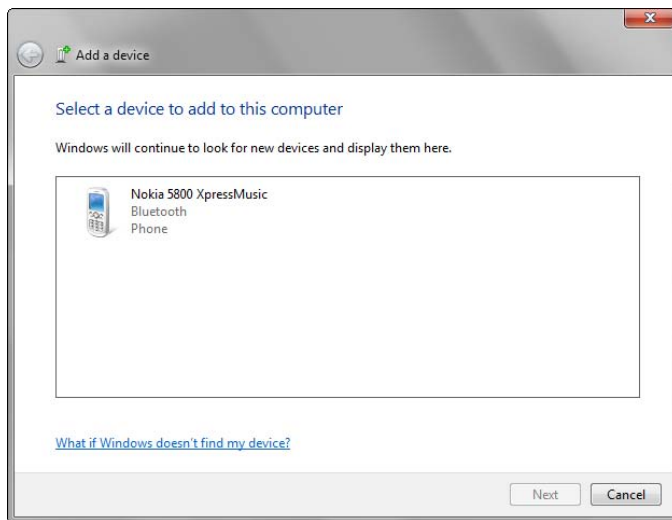 Add a device
Select a device to add to this computer
Windows will continue to look for new devices and display them here.
Nokia 5800 XpressMusic
Bluetooth
Phone
What if Windows doesn't find my device?
Next
Cancel